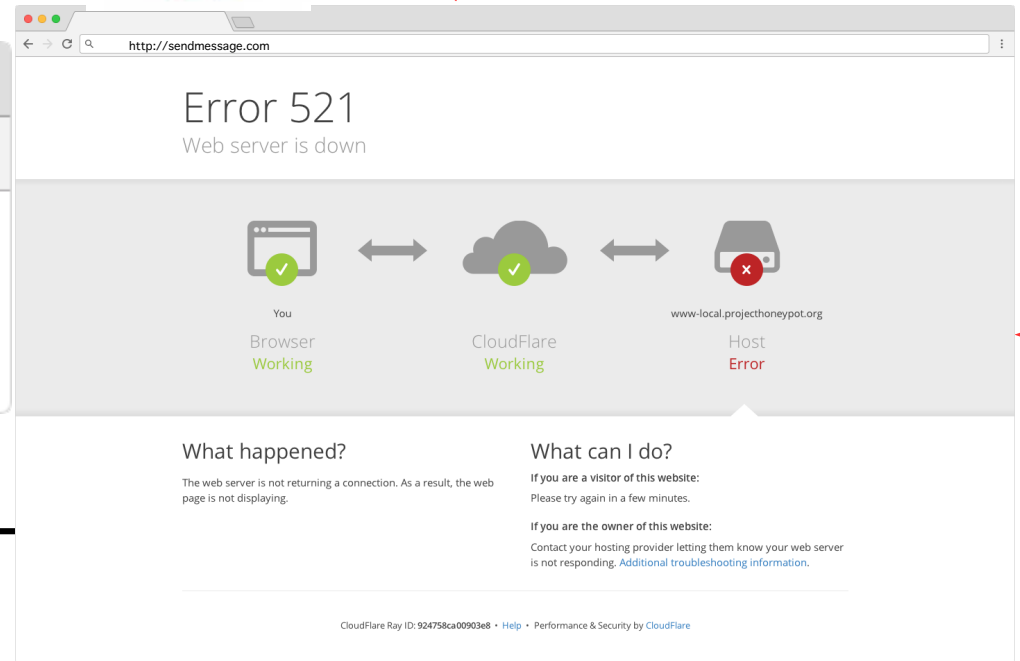 http://sendmessage.com
Error 521
Web server is down
You
Browser
Working
CloudFlare
Working
www-local.projecthoneypot.org
Host
Error
What happened?
The web server is not returning a connection. As a result, the web
page is not displaying.
What can I do?
If you are a visitor of this website:
Please try again in a few minutes.
If you are the owner of this website:
Contact your hosting provider letting them know your web server
is not responding. Additional troubleshooting information.
CloudFlare Ray ID: 924758ca00903e8 • Help • Performance & Security by CloudFlare